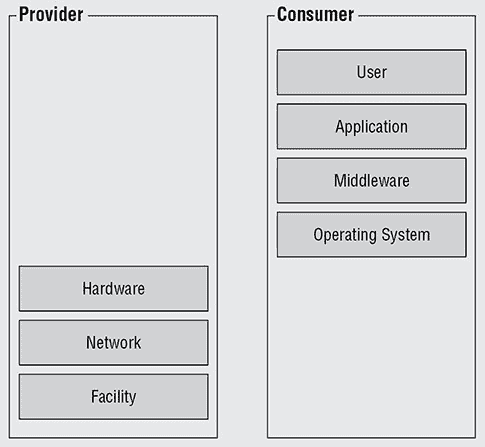 Provider
Hardware
Network
Facility
Consumer
User
Application
Middleware
Operating System